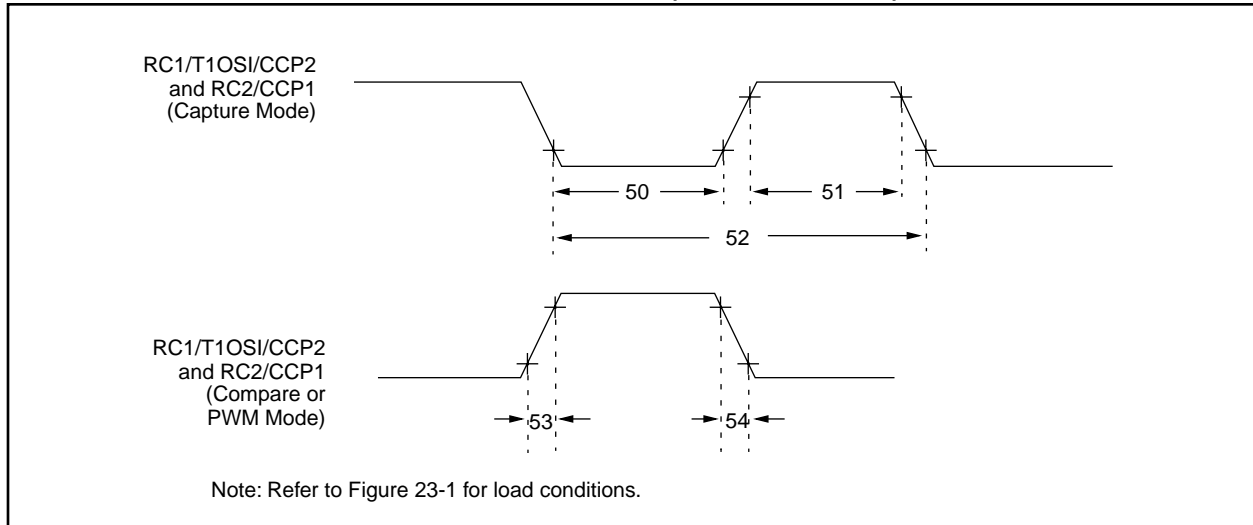 RC1/T1OSI/CCP2
and RC2/CCP1
(Capture Mode)
50
51
52
RC1/T1OSI/CCP2
and RC2/CCP1
(Compare or
PWM Mode)
53
54
Note: Refer to Figure 23-1 for load conditions.